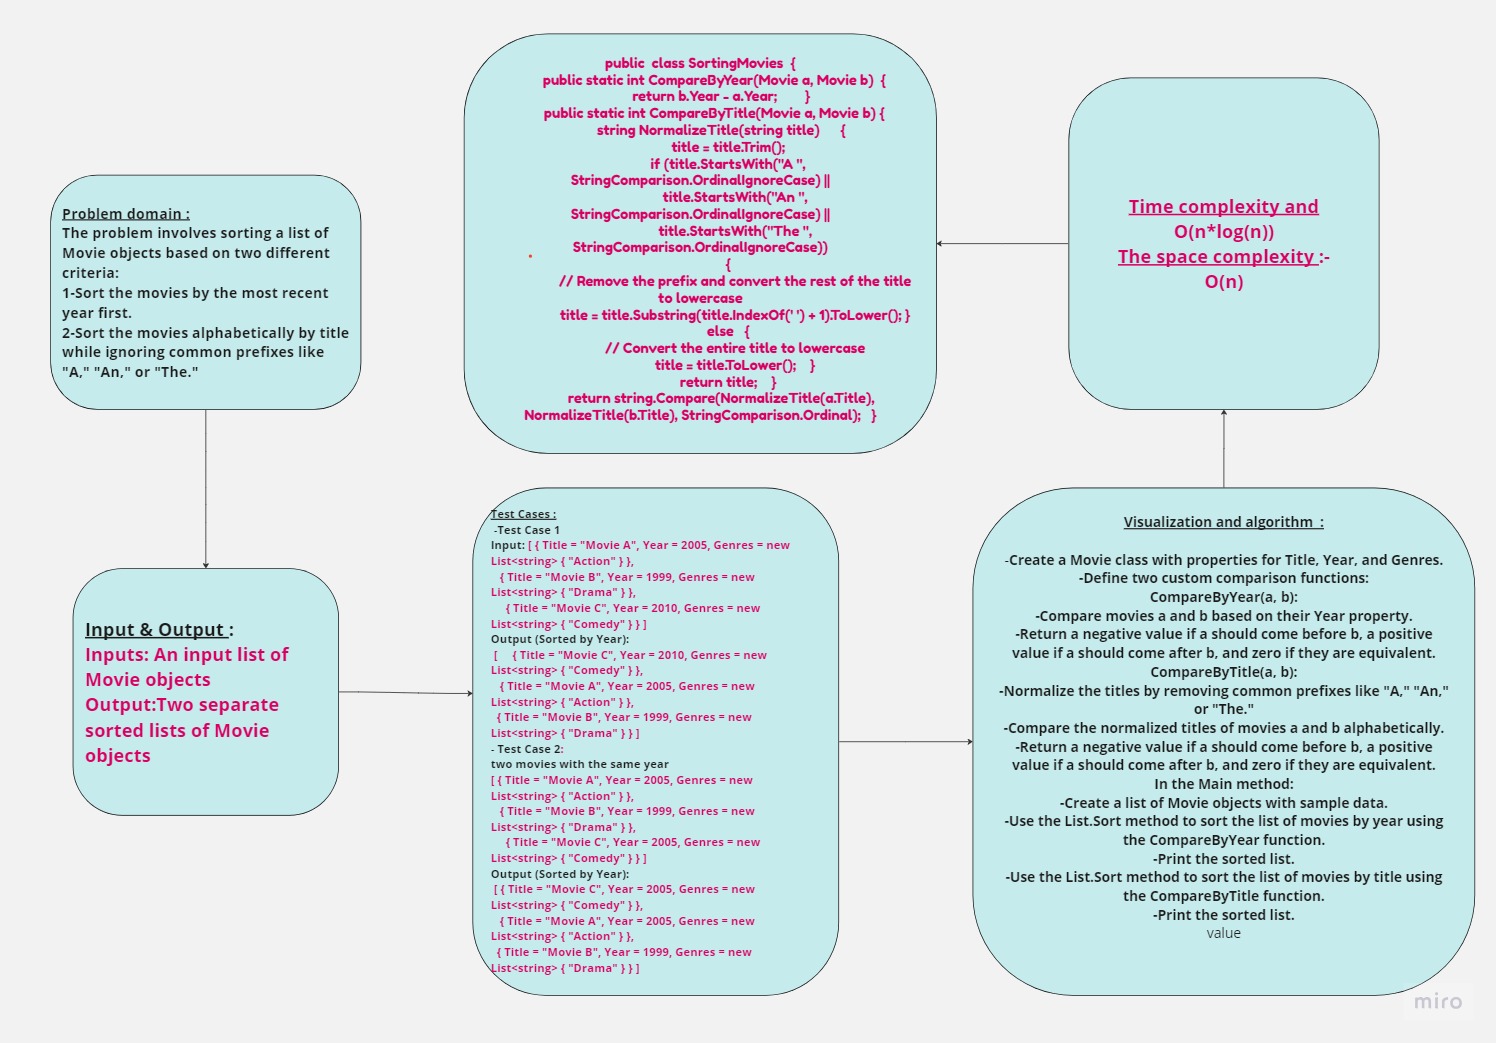 Problem domain :
The problem involves sorting a list of
Movie objects based on two different
criteria:
1-Sort the movies by the most recent
year first.
2-Sort the movies alphabetically by title
while ignoring common prefixes like
"A," "An," or "The."
Input & Output :
Inputs: An input list of
Movie objects
Output:Two separate
sorted lists of Movie
objects
Test Cases :
-Test Case 1
Input: [ { Title = "Movie A", Year = 2005, Genres = new
List<string> { "Action" } },
{ Title = "Movie B", Year = 1999, Genres = new
List<string> { "Drama" } },
{ Title = "Movie C", Year = 2010, Genres = new
List<string> { "Comedy" } } ]
Output (Sorted by Year):
[ { Title = "Movie C", Year = 2010, Genres = new
List<string> { "Comedy" } },
{ Title = "Movie A", Year = 2005, Genres = new
List<string> { "Action" } },
{ Title = "Movie B", Year = 1999, Genres = new
List<string> { "Drama" } } ]
- Test Case 2:
two movies with the same year
[ { Title = "Movie A", Year = 2005, Genres = new
List<string> { "Action" } },
{ Title = "Movie B", Year = 1999, Genres = new
List<string> { "Drama" } },
{ Title = "Movie C", Year = 2005, Genres = new
List<string> { "Comedy" } } ]
Output (Sorted by Year):
[ { Title = "Movie C", Year = 2005, Genres = new
List<string> { "Comedy" } },
{ Title = "Movie A", Year = 2005, Genres = new
List<string> { "Action" } },
{ Title = "Movie B", Year = 1999, Genres = new
List<string> { "Drama" } } ]
Visualization and algorithm :
-Create a Movie class with properties for Title, Year, and Genres.
-Define two custom comparison functions:
CompareByYear(a, b):
-Compare movies a and b based on their Year property.
-Return a negative value if a should come before b, a positive
value if a should come after b, and zero if they are equivalent.
CompareByTitle(a, b):
-Normalize the titles by removing common prefixes like "A," "An,"
or "The."
-Compare the normalized titles of movies a and b alphabetically.
-Return a negative value if a should come before b, a positive
value if a should come after b, and zero if they are equivalent.
In the Main method:
-Create a list of Movie objects with sample data.
-Use the List.Sort method to sort the list of movies by year using
the CompareByYear function.
-Print the sorted list.
-Use the List.Sort method to sort the list of movies by title using
the CompareByTitle function.
-Print the sorted list.
value
Time complexity and
O(n*log(n))
The space complexity :-
O(n)
public class SortingMovies {
public static int CompareByYear(Movie a, Movie b) {
return b.Year - a.Year; }
public static int CompareByTitle(Movie a, Movie b) {
string NormalizeTitle(string title) {
title = title.Trim();
if (title.StartsWith("A ",
StringComparison.OrdinalIgnoreCase) ||
title.StartsWith("An ",
StringComparison.OrdinalIgnoreCase) ||
title.StartsWith("The ",
StringComparison.OrdinalIgnoreCase))
{
// Remove the prefix and convert the rest of the title
to lowercase
title = title.Substring(title.IndexOf(' ') + 1).ToLower(); }
else {
// Convert the entire title to lowercase
title = title.ToLower(); }
return title; }
return string.Compare(NormalizeTitle(a.Title),
NormalizeTitle(b.Title), StringComparison.Ordinal); }
miro